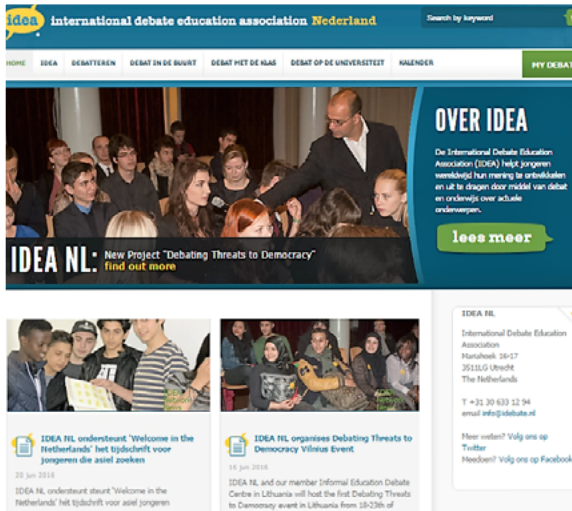 idea international debate education association Nederland
Search by keyword
HOME IDEA DEBATTEREN DEBAT IN DE BUURT DEBAT MET DE KLAS DEBAT OP DE UNIVERSITEIT KALENDER
MY DEBAT
OVER IDEA
De International Debate Education
Association (IDEA) helpt jongeren
wereldwijd hun mening te ontwikkelen
en uit te dragen door middel van debat
en onderwijs over actuele
onderwerpen.
lees meer
IDEA NL: New Project "Debating Threats to Democracy"
find out more
IDEA NL ondersteunt 'Welcome in the
Netherlands' hét tijdschrift voor
jongeren die asiel zoeken
20 jun 2016
IDEA NL ondersteunt steunt 'Welcome in the
Netherlands' hét tijdschrift voor asiel jongeren
IDEA NL organises Debating Threats to
Democracy Vilnius Event
16 jun 2016
IDEA NL and our member Informal Education Debate
Centre in Lithuania will host the first Debating Threats
to Democracy event in Lithuania from 18-23th of
IDEA NL
International Debate Education
Association
Mariahoek 16-17
3511LG Utrecht
The Netherlands
T +31 30 633 12 94
email info@idebate.nl
Meer weten? Volg ons op
Twitter
Meedoen? Volg ons op Facebook